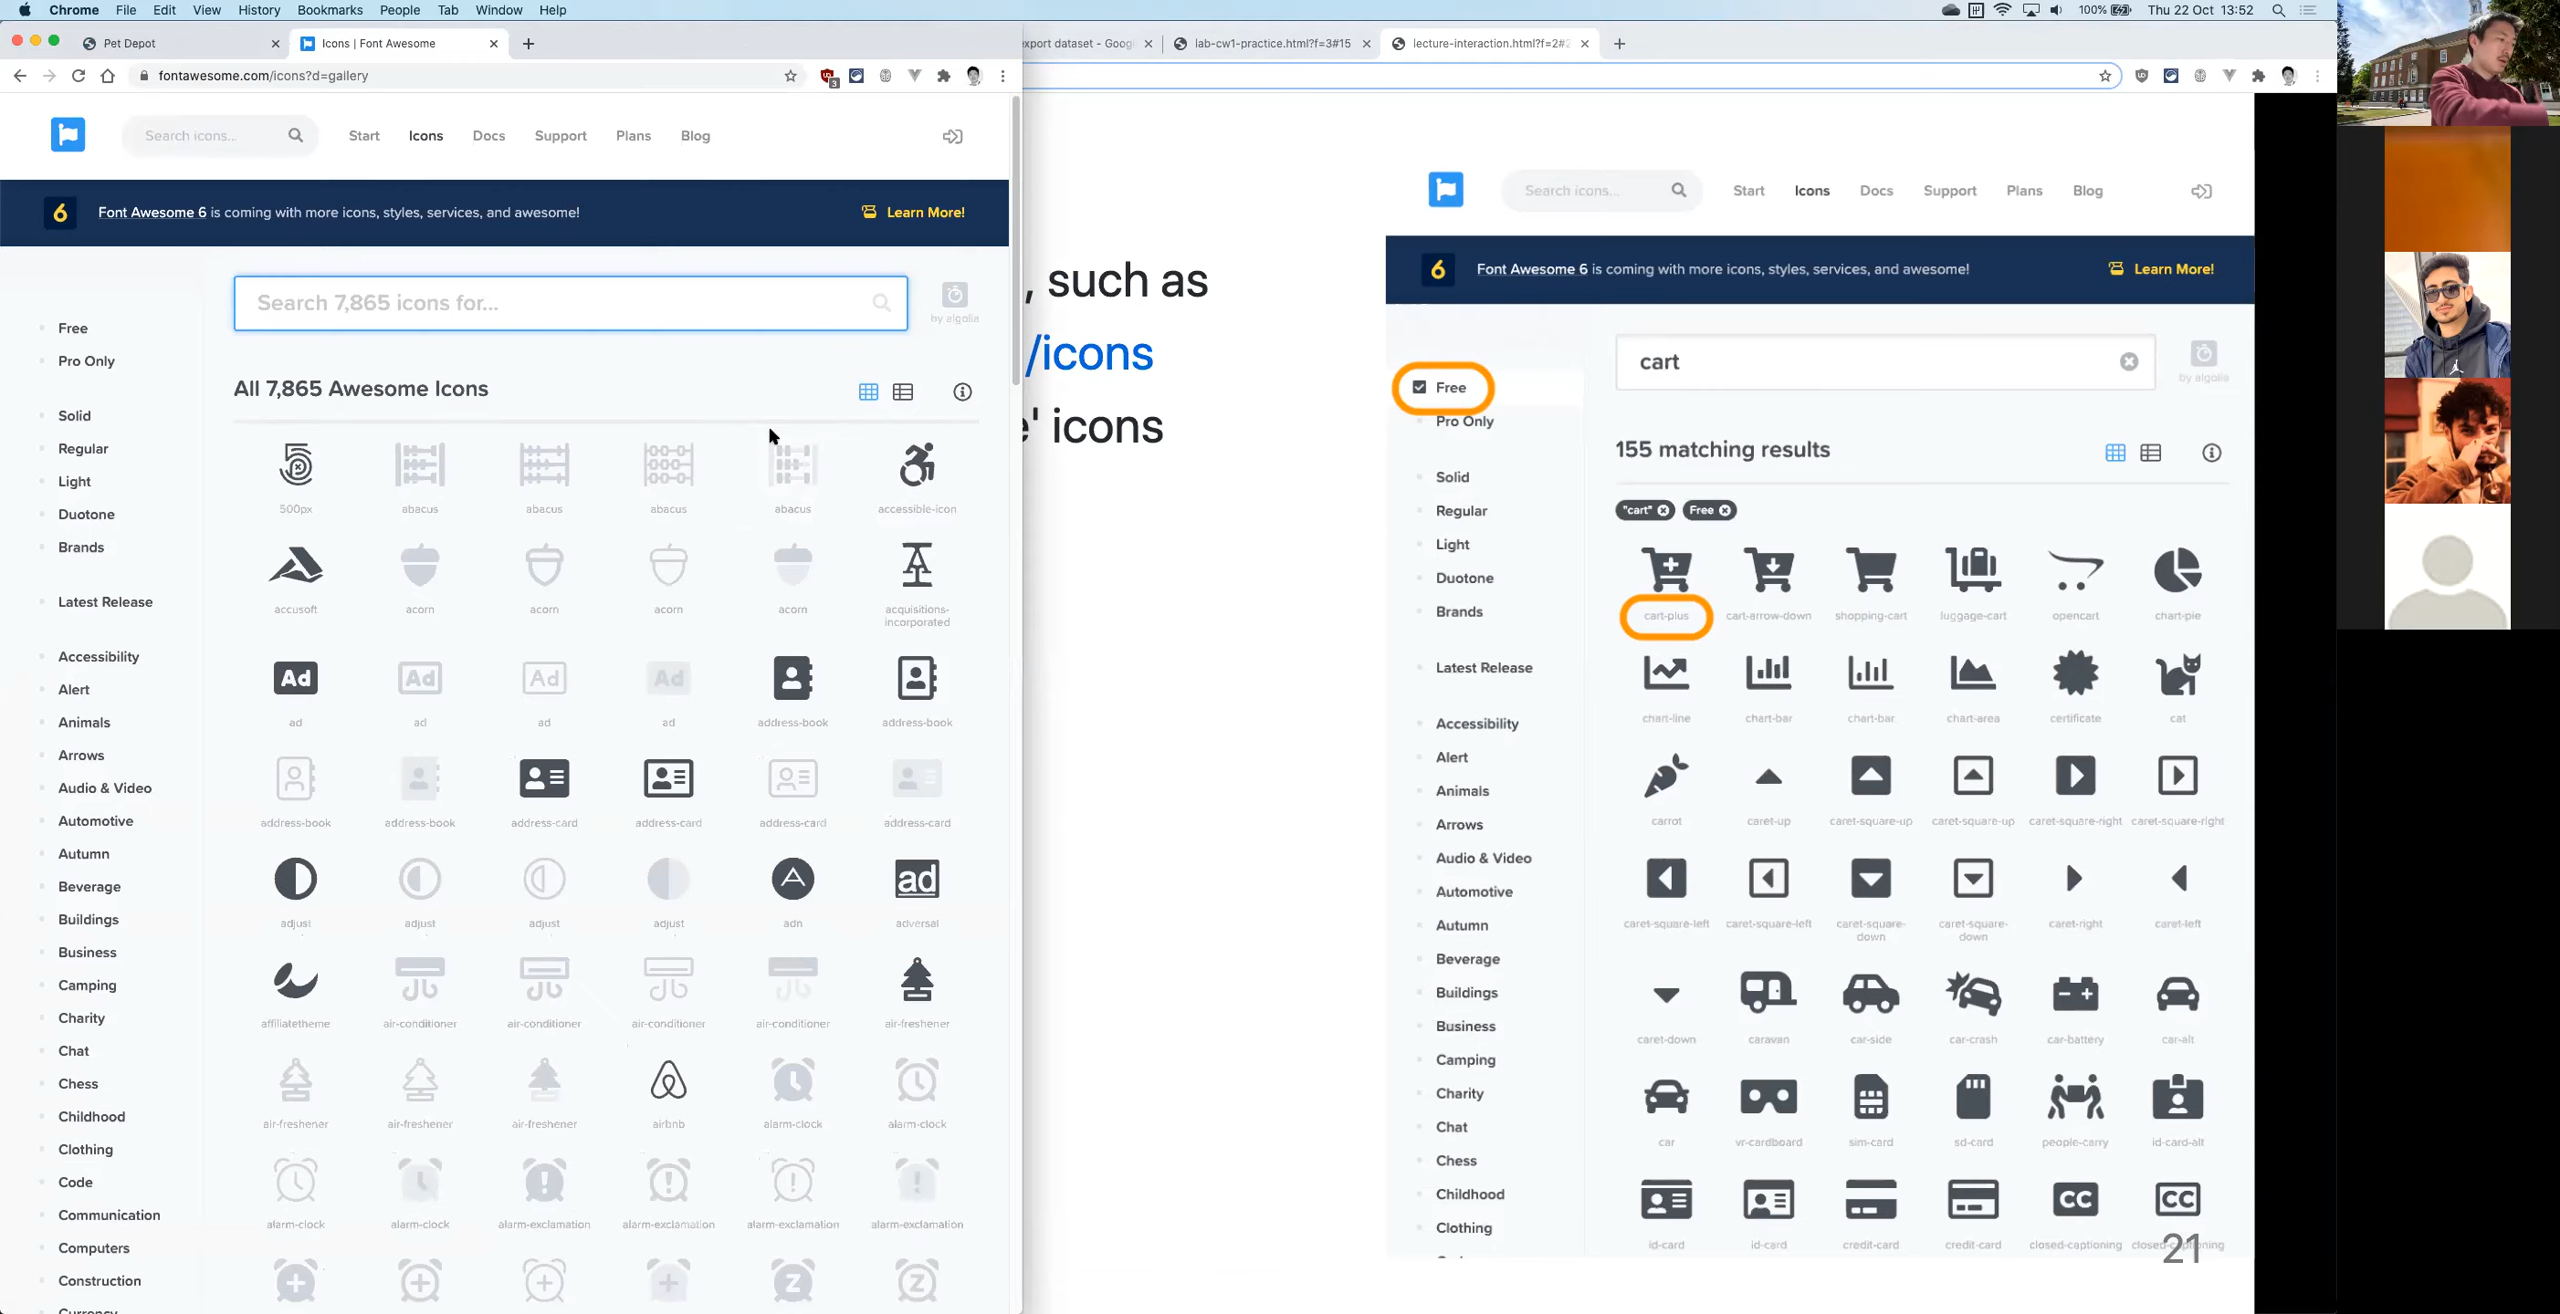 Chrome File Edit View History Bookmarks People Tab Window Help
100% Thu 22 Oct 13:52
Pet Depot
Icons | Font Awesome
export dataset - Goog
lab-cw1-practice.html?f=3#15
lecture-interaction.html?f=2#2
fontawesome.com/icons?d=gallery
3
Search icons...
Start Icons Docs Support Plans Blog
6 Font Awesome 6 is coming with more icons, styles, services, and awesome! Learn More!
Search 7,865 icons for...
by algolia
Free
Pro Only
Solid
Regular
Light
Duotone
Brands
Latest Release
Accessibility
Alert
Animals
Arrows
Audio & Video
Automotive
Autumn
Beverage
Buildings
Business
Camping
Charity
Chat
Chess
Childhood
Clothing
Code
Communication
Computers
Construction
Currency
All 7,865 Awesome Icons
500px abacus abacus abacus abacus accessible-icon
accusoft acorn acorn acorn acorn acquisitions-
incorporated
Ad Ad Ad Ad
ad ad ad ad address-book address-book
address-book address-book address-card address-card address-card address-card
ad
adjust adjust adjust adjust adn adversal
affiliatetheme air-conditioner air-conditioner air-conditioner air-conditioner air-freshener
air-freshener air-freshener air-freshener airbnb alarm-clock alarm-clock
alarm-clock alarm-clock alarm-exclamation alarm-exclamation alarm-exclamation alarm-exclamation
z z
, such as
/icons
e' icons
Search icons...
Start Icons Docs Support Plans Blog
6 Font Awesome 6 is coming with more icons, styles, services, and awesome! Learn More!
cart
by algolia
Free
Pro Only
Solid
Regular
Light
Duotone
Brands
Latest Release
Accessibility
Alert
Animals
Arrows
Audio & Video
Automotive
Autumn
Beverage
Buildings
Business
Camping
Charity
Chat
Chess
Childhood
Clothing
155 matching results
"cart" Free
cart-plus cart-arrow-down shopping-cart luggage-cart opencart chart-pie
chart-line chart-bar chart-bar chart-area certificate cat
carrot caret-up caret-square-up caret-square-up caret-square-right caret-square-right
caret-square-left caret-square-left caret-square-
down caret-square-
down caret-right caret-left
caret-down caravan car-side car-crash car-battery car-alt
car vr-cardboard sim-card sd-card people-carry id-card-alt
CC CC
id-card id-card credit-card credit-card closed-captioning closed-captioning
21